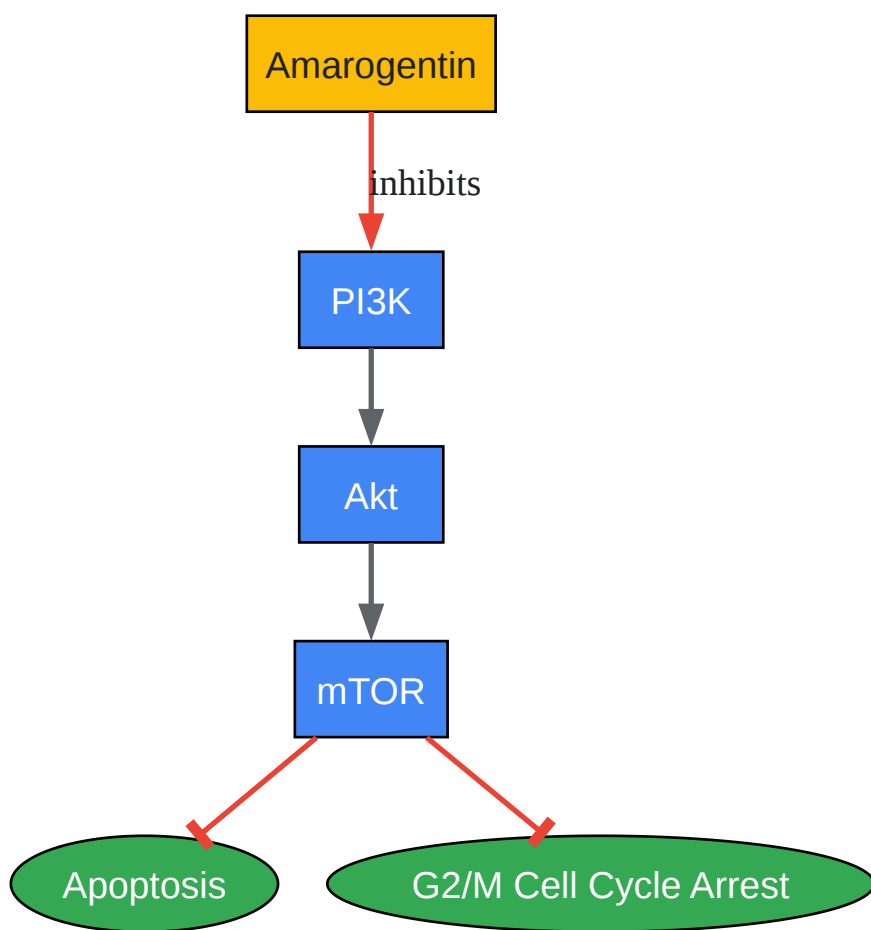 Amarogentin
inhibits
PI3K
Akt
mTOR
Apoptosis
G2/M Cell Cycle Arrest